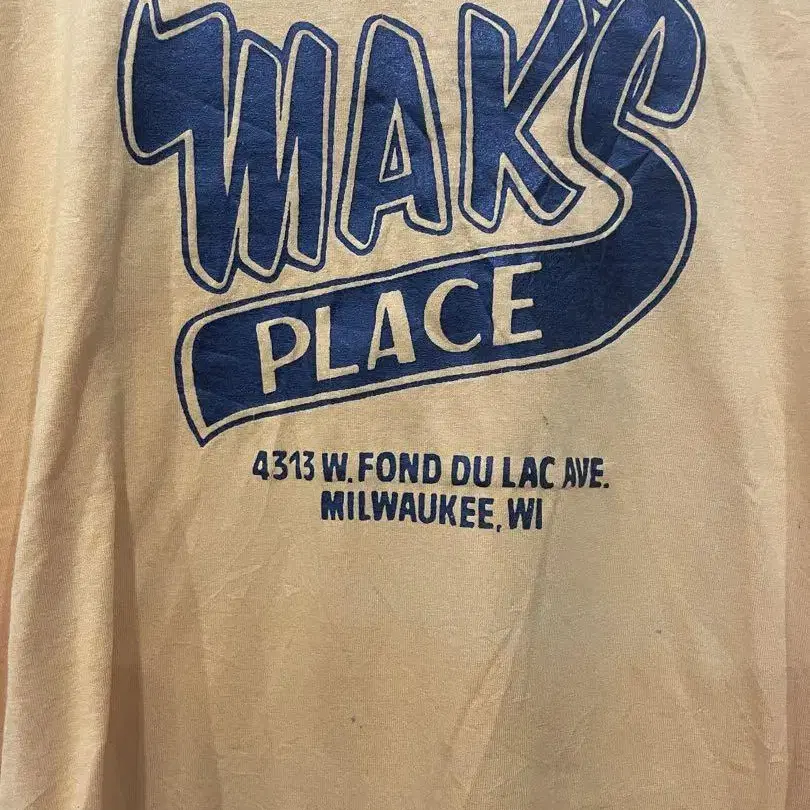 MAK'S
PLACE
4313 W. FOND DU LAC AVE.
MILWAUKEE, WI